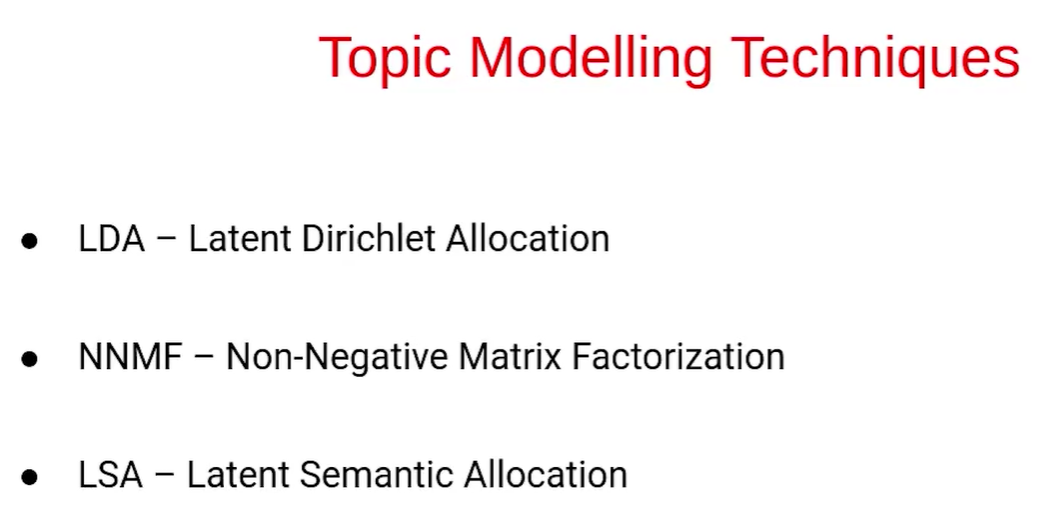 Topic Modelling Techniques
● LDA – Latent Dirichlet Allocation
● NNMF – Non-Negative Matrix Factorization
● LSA – Latent Semantic Allocation